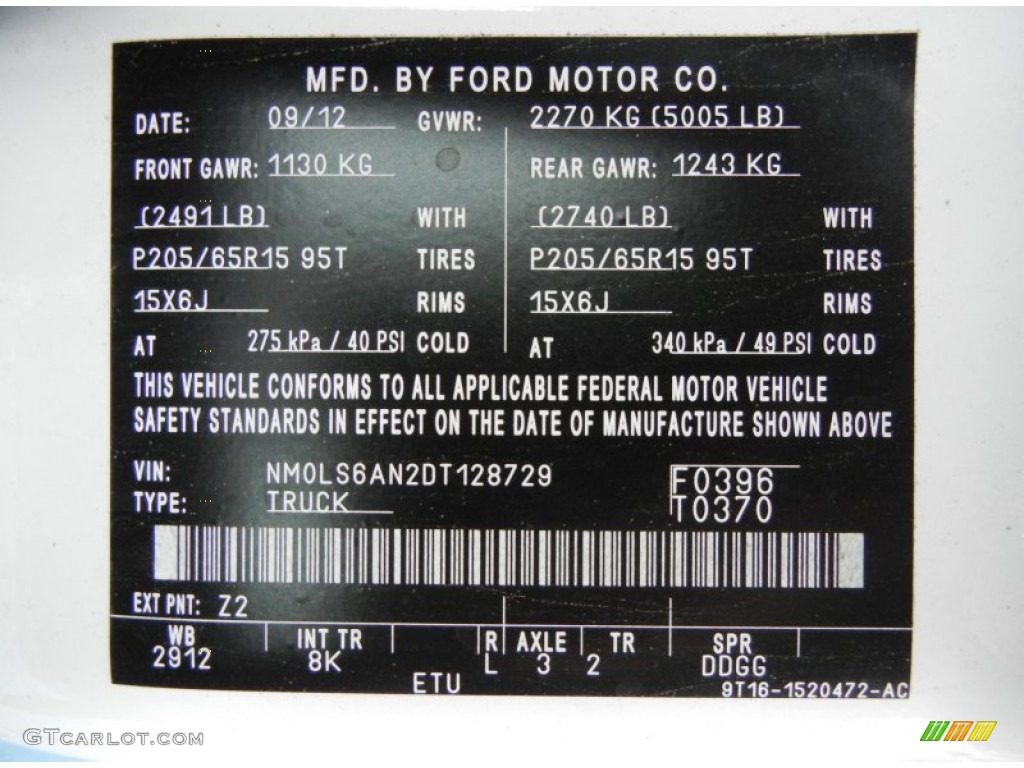 MFD. BY FORD MOTOR CO.
DATE: 09/12 GVWR: 2270 KG (5005 LB)
FRONT GAWR: 1130 KG REAR GAWR: 1243 KG
(2491 LB) WITH (2740 LB) WITH
P205/65R15 95T TIRES P205/65R15 95T TIRES
15X6J RIMS 15X6J RIMS
AT 275 kPa / 40 PSI COLD AT 340 kPa / 49 PSI COLD
THIS VEHICLE CONFORMS TO ALL APPLICABLE FEDERAL MOTOR VEHICLE
SAFETY STANDARDS IN EFFECT ON THE DATE OF MANUFACTURE SHOWN ABOVE
VIN: NM0LS6AN2DT128729 F0396
TYPE: TRUCK T0370
EXT PNT: Z2
WB INT TR R AXLE TR SPR
2912 8K L 3 2 DDGG
ETU 9T16-1520472-AC
GTCARLOT.COM